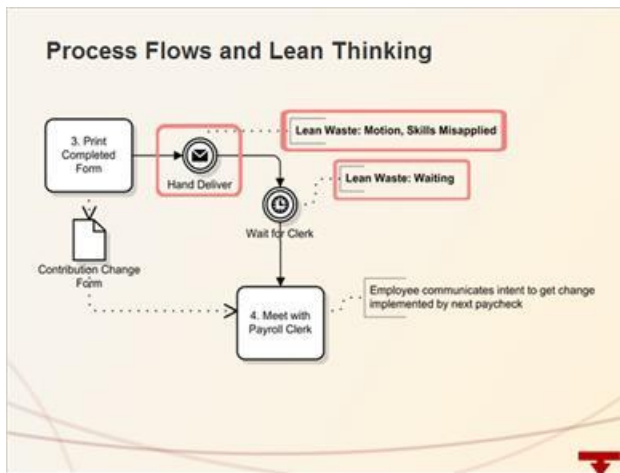 Process Flows and Lean Thinking
3. Print
Completed
Form
Lean Waste: Motion, Skills Misapplied
Hand Deliver
Lean Waste: Waiting
Wait for Clerk
Contribution Change
Form
4. Meet with
Payroll Clerk
Employee communicates intent to get change
implemented by next paycheck